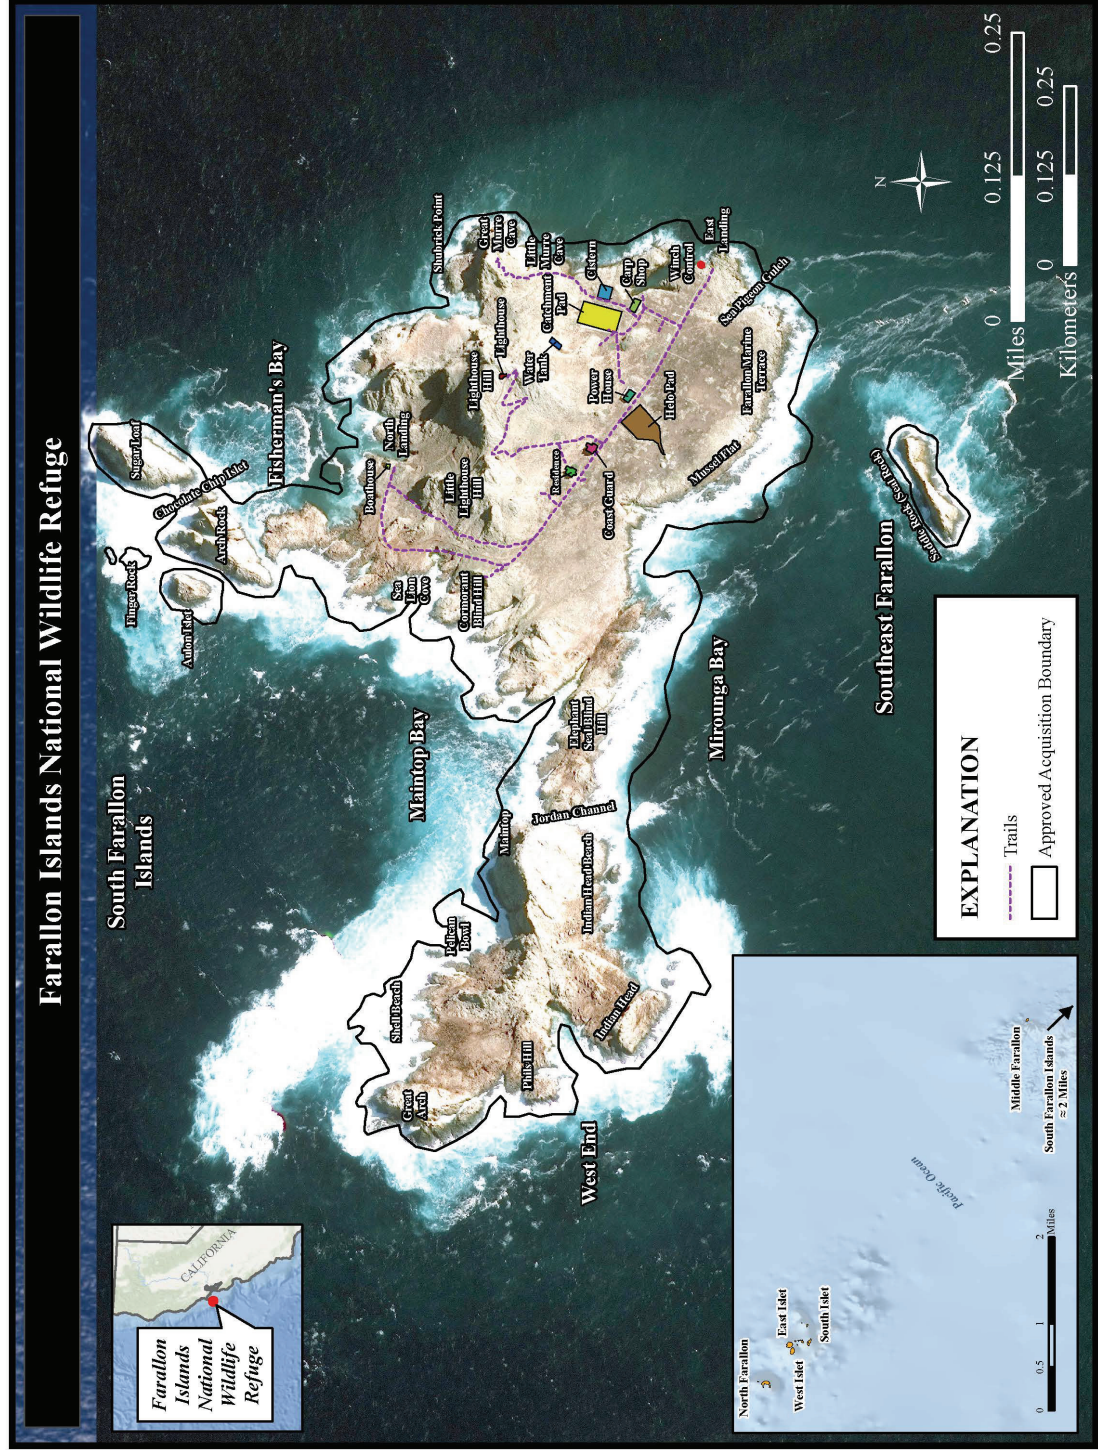 Farallon Islands National Wildlife Refuge
CALIFORNIA
Farallon
Islands
National
Wildlife
Refuge
South Farallon
Islands
Finger Rock
Sugar Loaf
Aulon Islet
Arch Rock
Chocolate Chip Islet
Fisherman's Bay
Shubrick Point
Great
Murre
Cave
Little
Murre
Cave
Maintop Bay
Sea
Lion
Cove
Boathouse
North
Landing
Lighthouse
Lighthouse
Hill
Little
Lighthouse
Hill
Cormorant
Blind Hill
Water
Tank
Catchment
Pad
Cistern
Carp
Shop
Winch
Control
East
Landing
Sea Pigeon Gulch
Power
House
Residence
Coast Guard
Helo Pad
Mussel Flat
Farallon Marine
Terrace
Great
Arch
Shell Beach
Pelican
Bowl
Maintop
Phils Hill
Indian Head
Indian Head Beach
Jordan Channel
Elephant
Seal Blind
Hill
West End
Mirounga Bay
Southeast Farallon
Saddle Rock (Seal Rock)
N
0 0.125 0.25
Miles
0 0.125 0.25
Kilometers
EXPLANATION
Trails
Approved Acquisition Boundary
North Farallon
East Islet
West Islet
South Islet
Pacific Ocean
Middle Farallon
South Farallon Islands
≈ 2 Miles
0 0.5 1 2
Miles